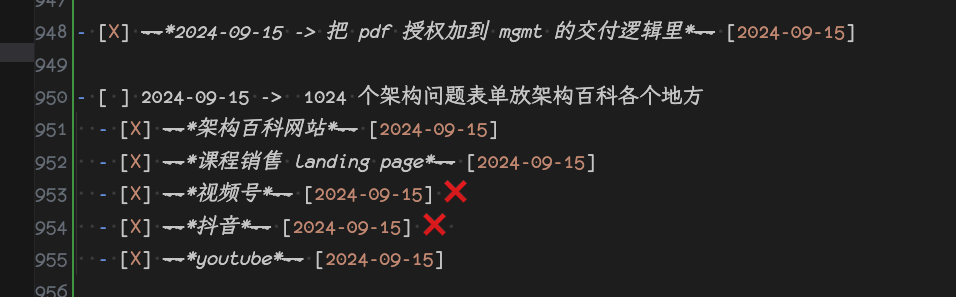 947
948 - [X] ~~*2024-09-15 -> 把 pdf 授权加到 mgmt 的交付逻辑里*~~ [2024-09-15]
949
950 - [ ] 2024-09-15 ->  1024 个架构问题表单放架构百科各个地方
951   - [X] ~~*架构百科网站*~~ [2024-09-15]
952   - [X] ~~*课程销售 landing page*~~ [2024-09-15]
953   - [X] ~~*视频号*~~ [2024-09-15] ❌
954   - [X] ~~*抖音*~~ [2024-09-15] ❌
955   - [X] ~~*youtube*~~ [2024-09-15]
956